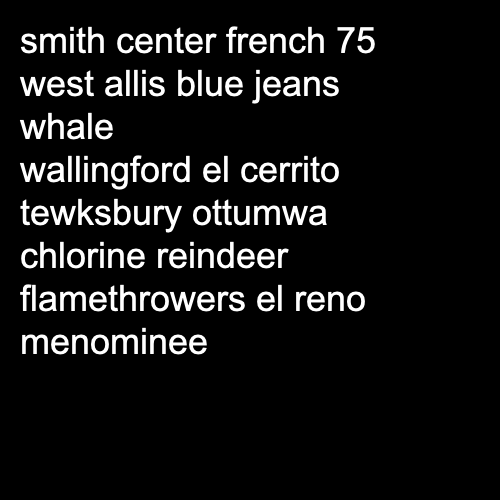 smith center french 75
west allis blue jeans
whale
wallingford el cerrito
tewksbury ottumwa
chlorine reindeer
flamethrowers el reno
menominee